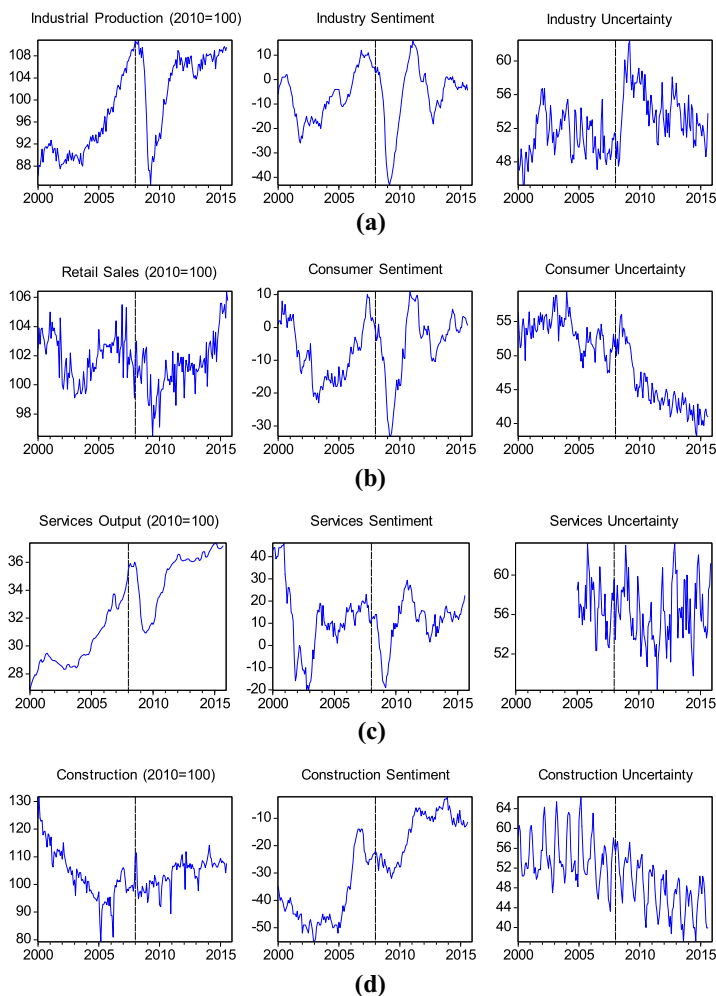 Industrial Production (2010=100) Industry Sentiment Industry Uncertainty
108 10 60
104 0
100 -10 56
96 -20 52
92 -30
88 -40 48
2000 2005 2010 2015 2000 2005 2010 2015 2000 2005 2010 2015
(a)
Retail Sales (2010=100) Consumer Sentiment Consumer Uncertainty
106 10
104 0 55
102 -10 50
100 -20 45
98 -30 40
2000 2005 2010 2015 2000 2005 2010 2015 2000 2005 2010 2015
(b)
Services Output (2010=100) Services Sentiment Services Uncertainty
36 40
34 30 60
32 20
30 10 56
28 0 52
-10
-20
2000 2005 2010 2015 2000 2005 2010 2015 2000 2005 2010 2015
(c)
Construction (2010=100) Construction Sentiment Construction Uncertainty
130 -10 64
120 -20 60
110 -30 56
100 -40 52
90 -50 48
80 44
40
2000 2005 2010 2015 2000 2005 2010 2015 2000 2005 2010 2015
(d)